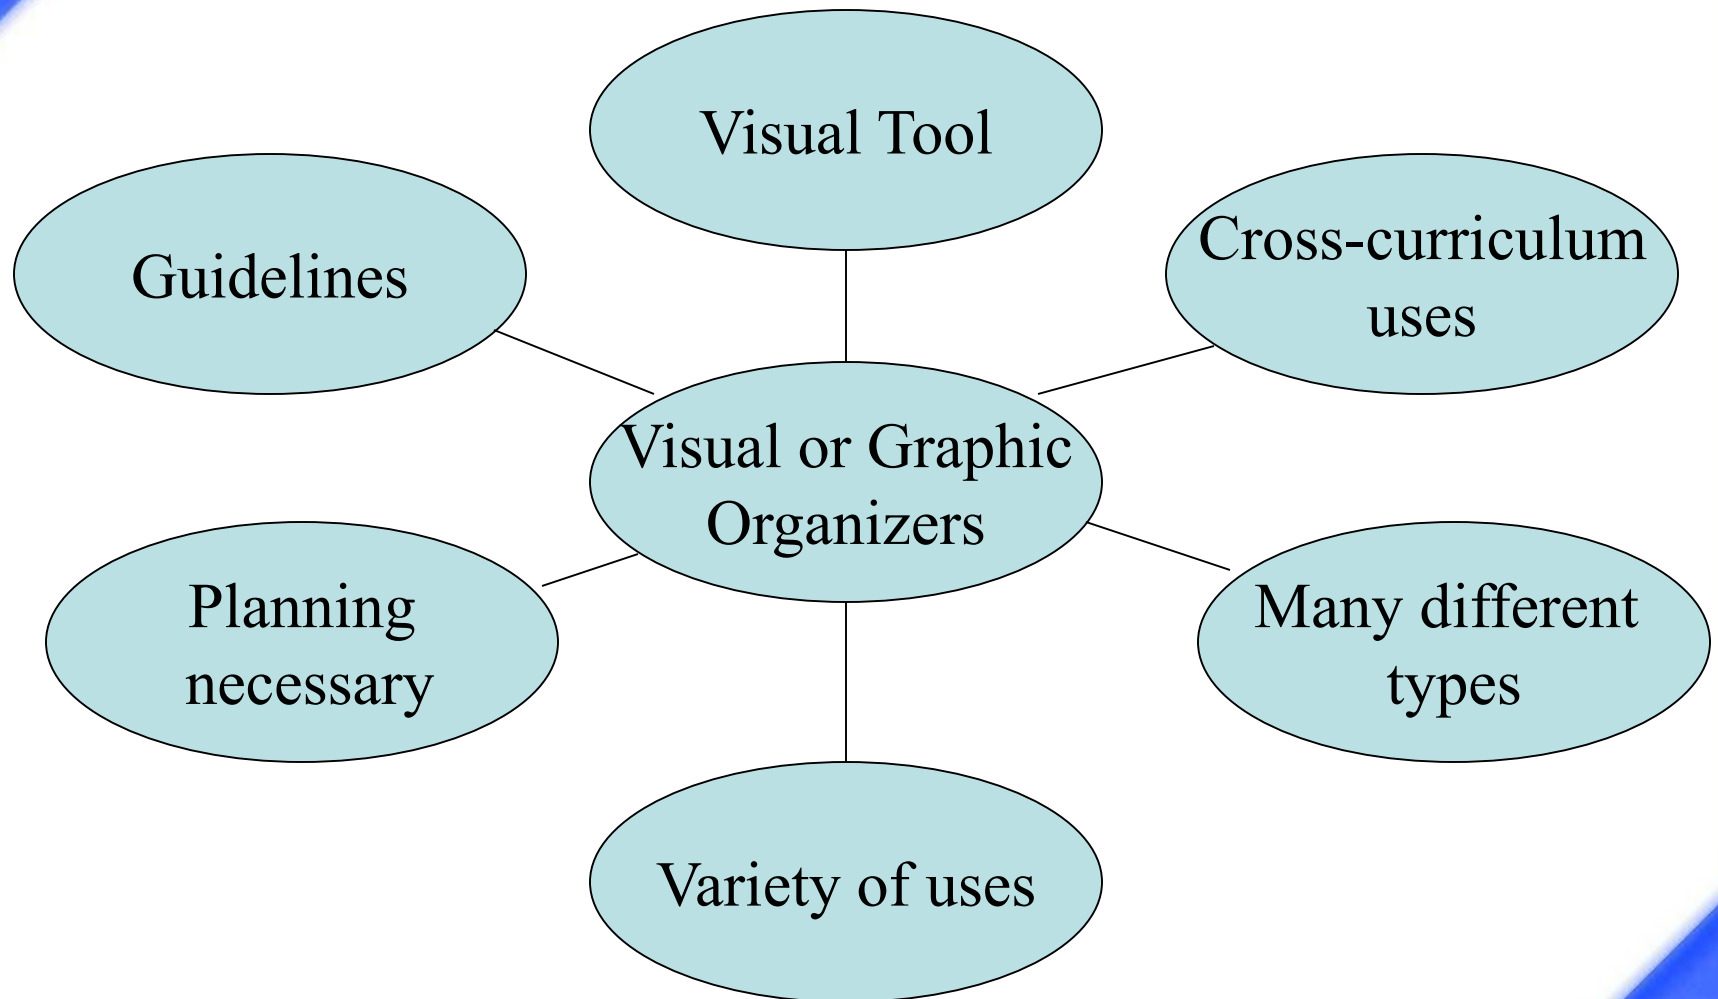 Visual Tool
Guidelines
Cross-curriculum
uses
Visual or Graphic
Organizers
Planning
necessary
Many different
types
Variety of uses